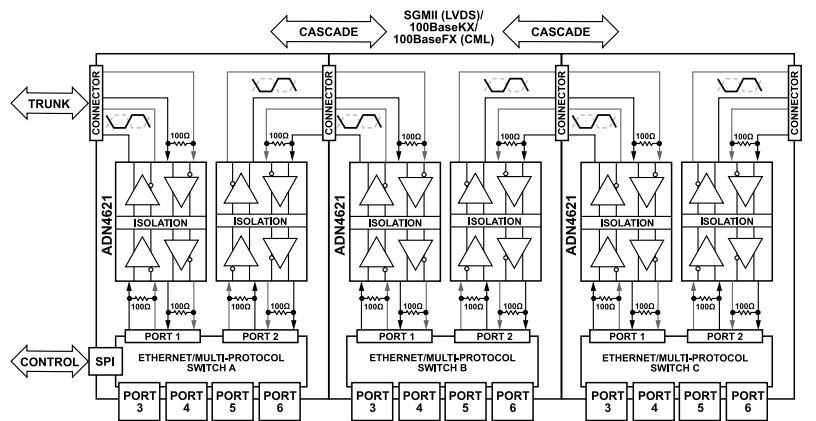 SGMII (LVDS)/
100BaseKX/
100BaseFX (CML)
CASCADE
CASCADE
TRUNK
CONNECTOR
CONNECTOR
CONNECTOR
CONNECTOR
100Ω
100Ω
100Ω
100Ω
100Ω
100Ω
ADN4621
ISOLATION
ISOLATION
ADN4621
ISOLATION
ISOLATION
ADN4621
ISOLATION
ISOLATION
100Ω
100Ω
100Ω
100Ω
100Ω
100Ω
100Ω
100Ω
100Ω
100Ω
100Ω
100Ω
PORT 1
PORT 2
PORT 1
PORT 2
PORT 1
PORT 2
CONTROL
SPI
ETHERNET/MULTI-PROTOCOL
SWITCH A
ETHERNET/MULTI-PROTOCOL
SWITCH B
ETHERNET/MULTI-PROTOCOL
SWITCH C
PORT
3
PORT
4
PORT
5
PORT
6
PORT
3
PORT
4
PORT
5
PORT
6
PORT
3
PORT
4
PORT
5
PORT
6